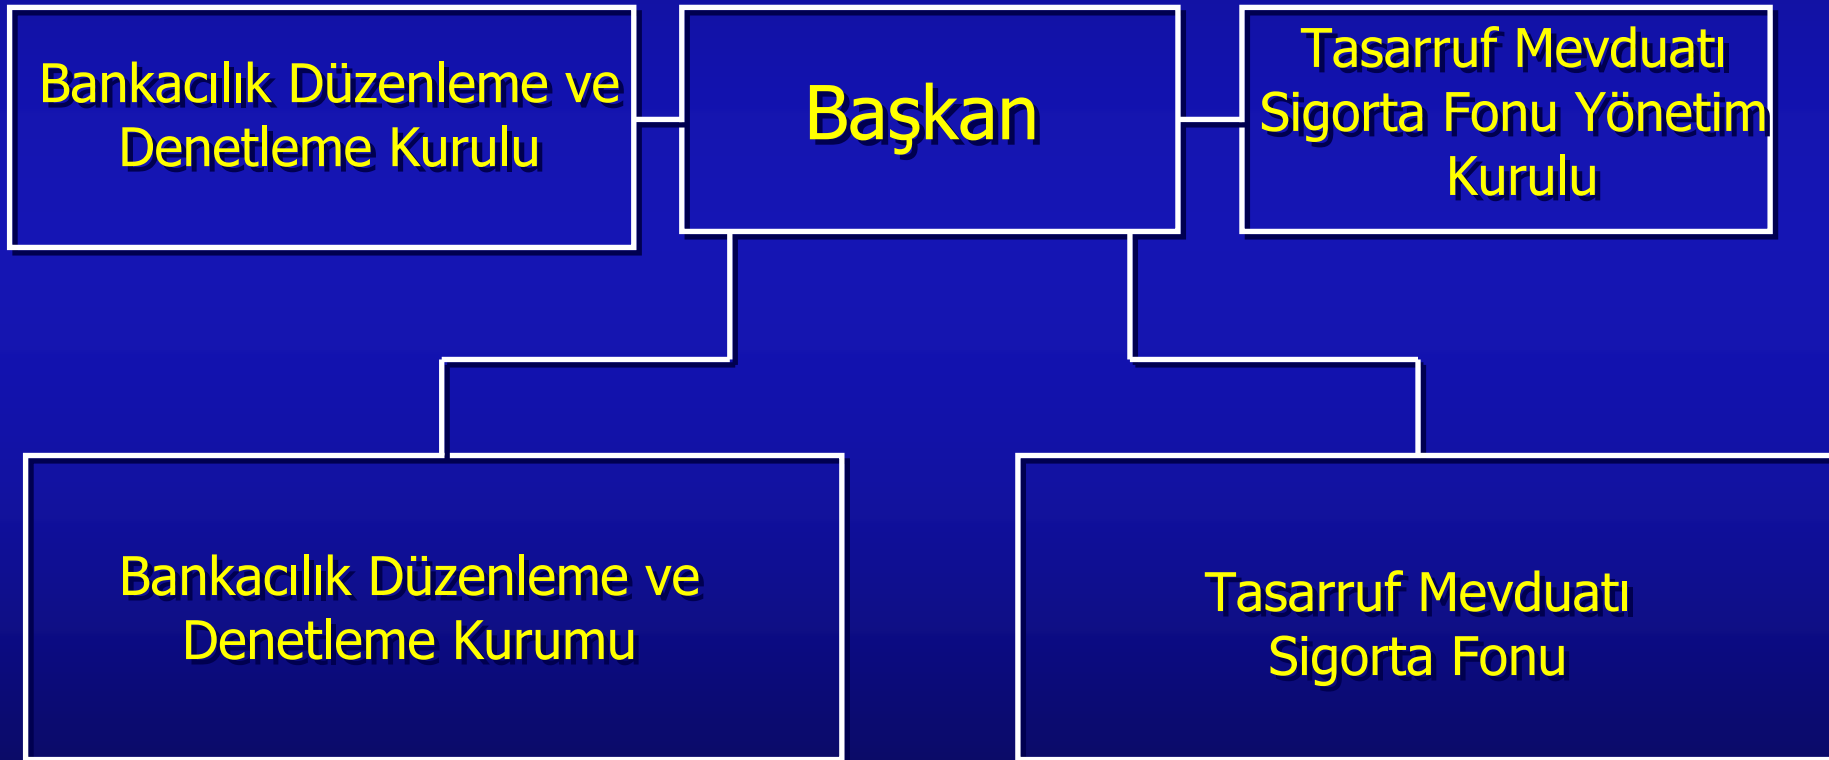 Bankacılık Düzenleme ve
Denetleme Kurulu
Başkan
Tasarruf Mevduatı
Sigorta Fonu Yönetim
Kurulu
Bankacılık Düzenleme ve
Denetleme Kurumu
Tasarruf Mevduatı
Sigorta Fonu